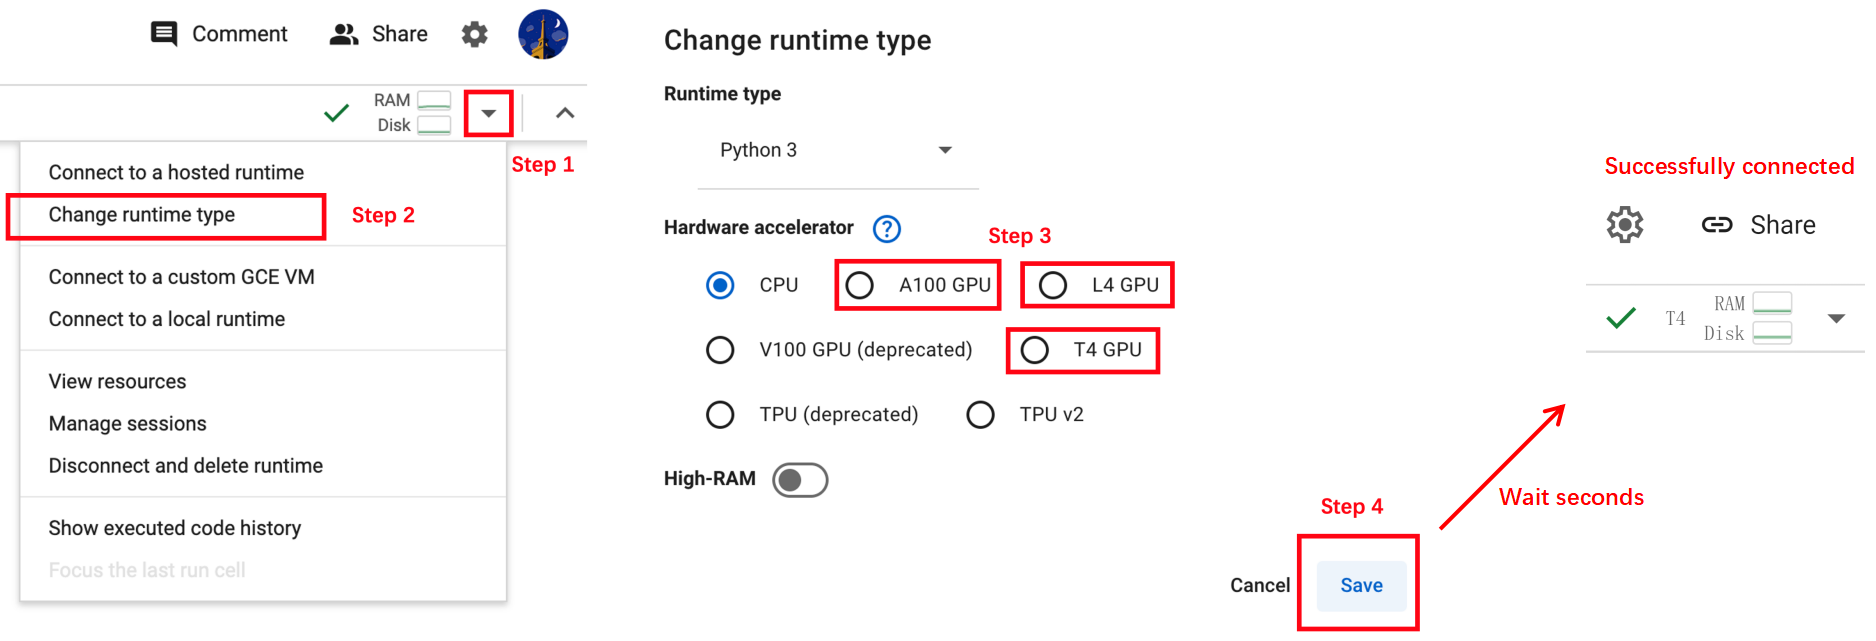 Comment
Share
RAM
Disk
Step 1
Connect to a hosted runtime
Change runtime type
Step 2
Connect to a custom GCE VM
Connect to a local runtime
View resources
Manage sessions
Disconnect and delete runtime
Show executed code history
Focus the last run cell
Change runtime type
Runtime type
Python 3
Hardware accelerator ?
Step 3
CPU
A100 GPU
L4 GPU
V100 GPU (deprecated)
T4 GPU
TPU (deprecated)
TPU v2
High-RAM
Step 4
Cancel
Save
Wait seconds
Successfully connected
Share
T4
RAM
Disk